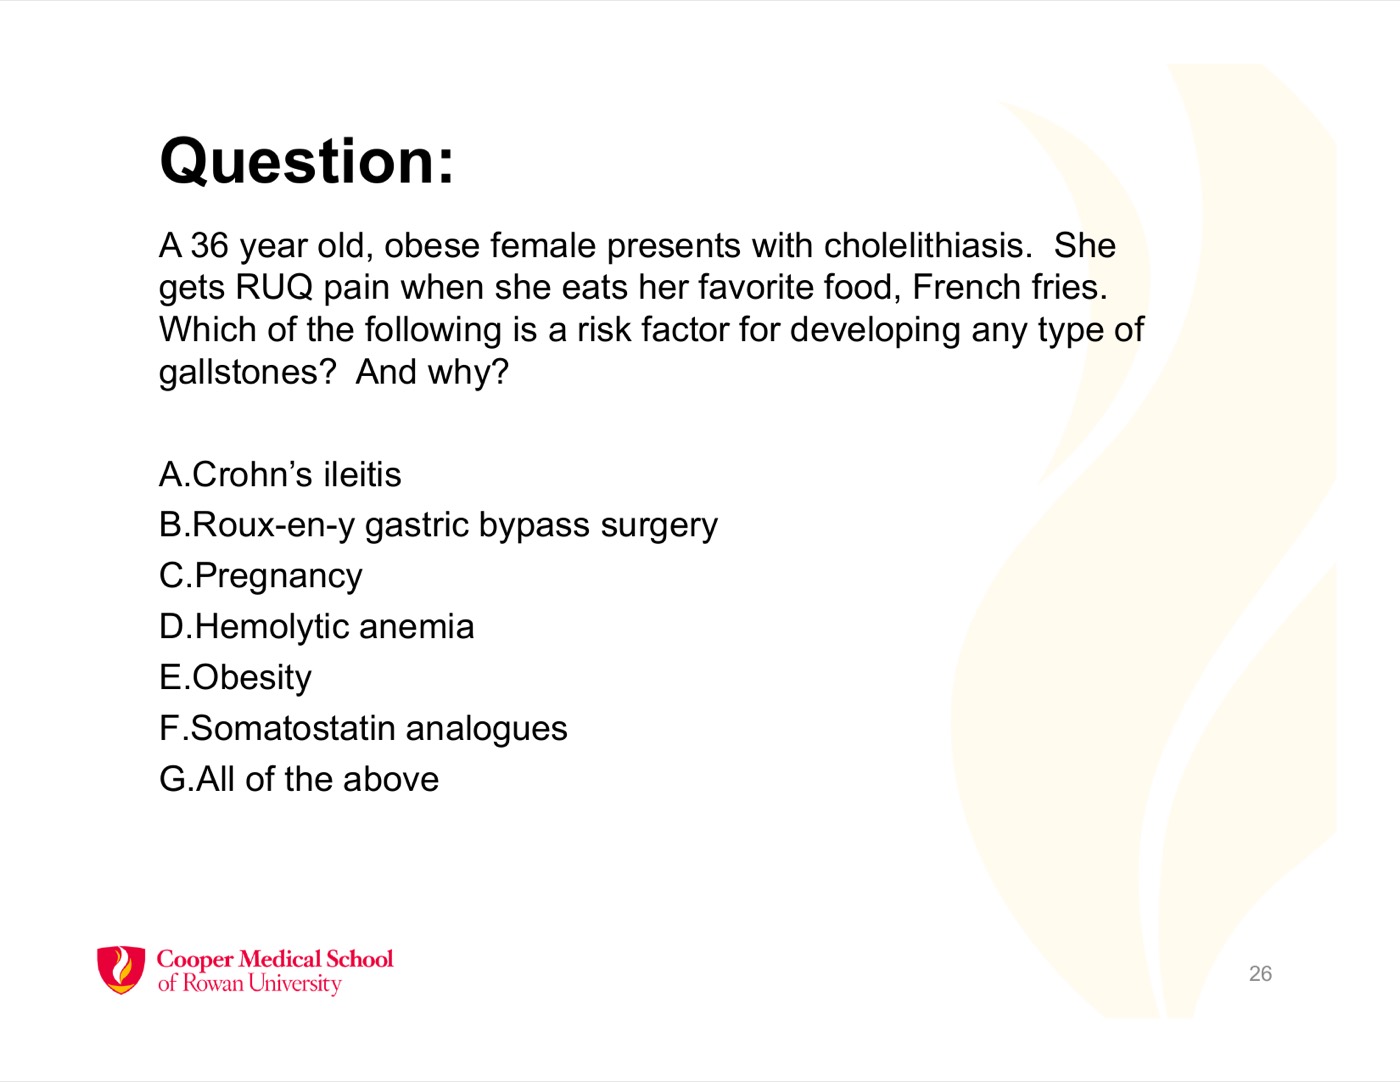 Question:
A 36 year old, obese female presents with cholelithiasis.  She
gets RUQ pain when she eats her favorite food, French fries.
Which of the following is a risk factor for developing any type of
gallstones?  And why?
A.Crohn’s ileitis
B.Roux-en-y gastric bypass surgery
C.Pregnancy
D.Hemolytic anemia
E.Obesity
F.Somatostatin analogues
G.All of the above
Cooper Medical School
of Rowan University
26